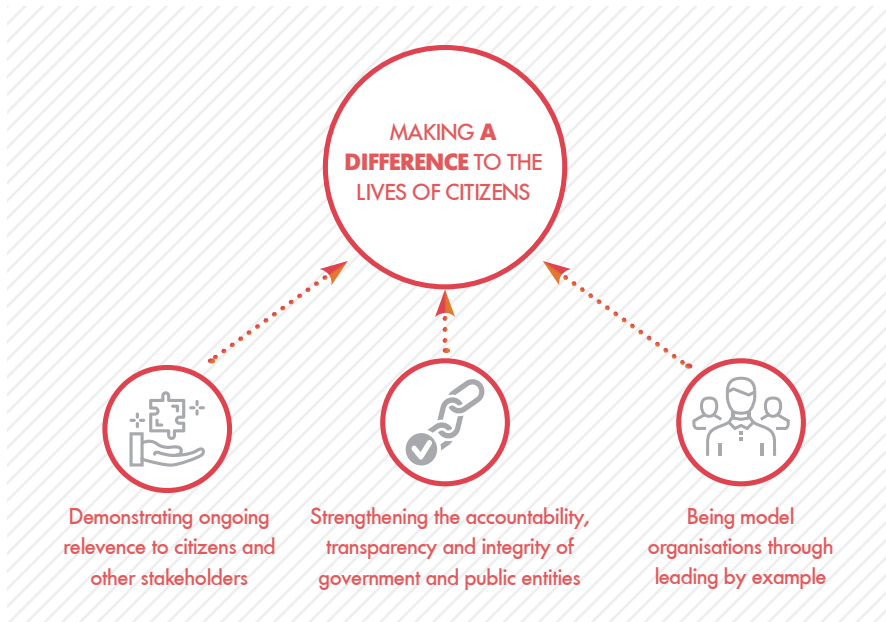 MAKING A
DIFFERENCE TO THE
LIVES OF CITIZENS
Demonstrating ongoing
relevence to citizens and
other stakeholders
Strengthening the accountability,
transparency and integrity of
government and public entities
Being model
organisations through
leading by example